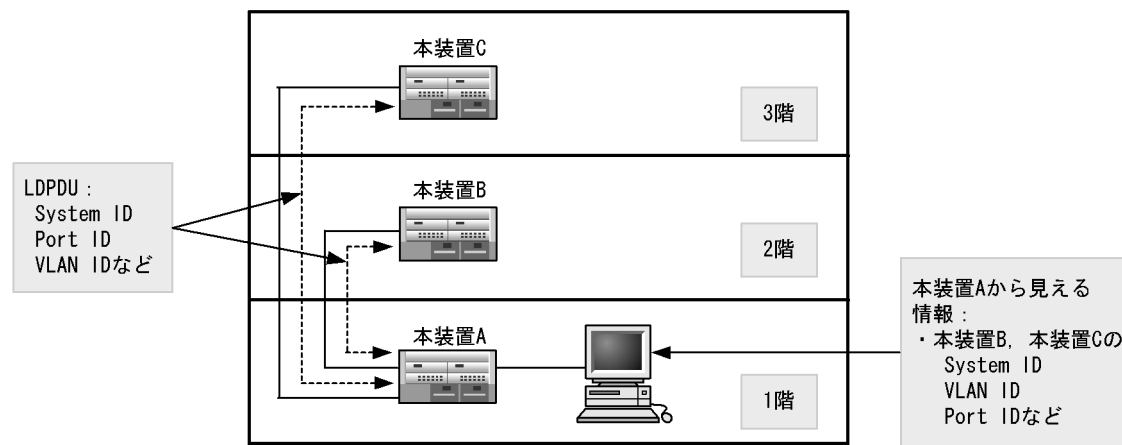 本装置C
3階
LDPDU：
System ID
Port ID
VLAN IDなど
本装置B
2階
本装置A
1階
本装置Aから見える
情報：
・本装置B，本装置Cの
System ID
VLAN ID
Port IDなど